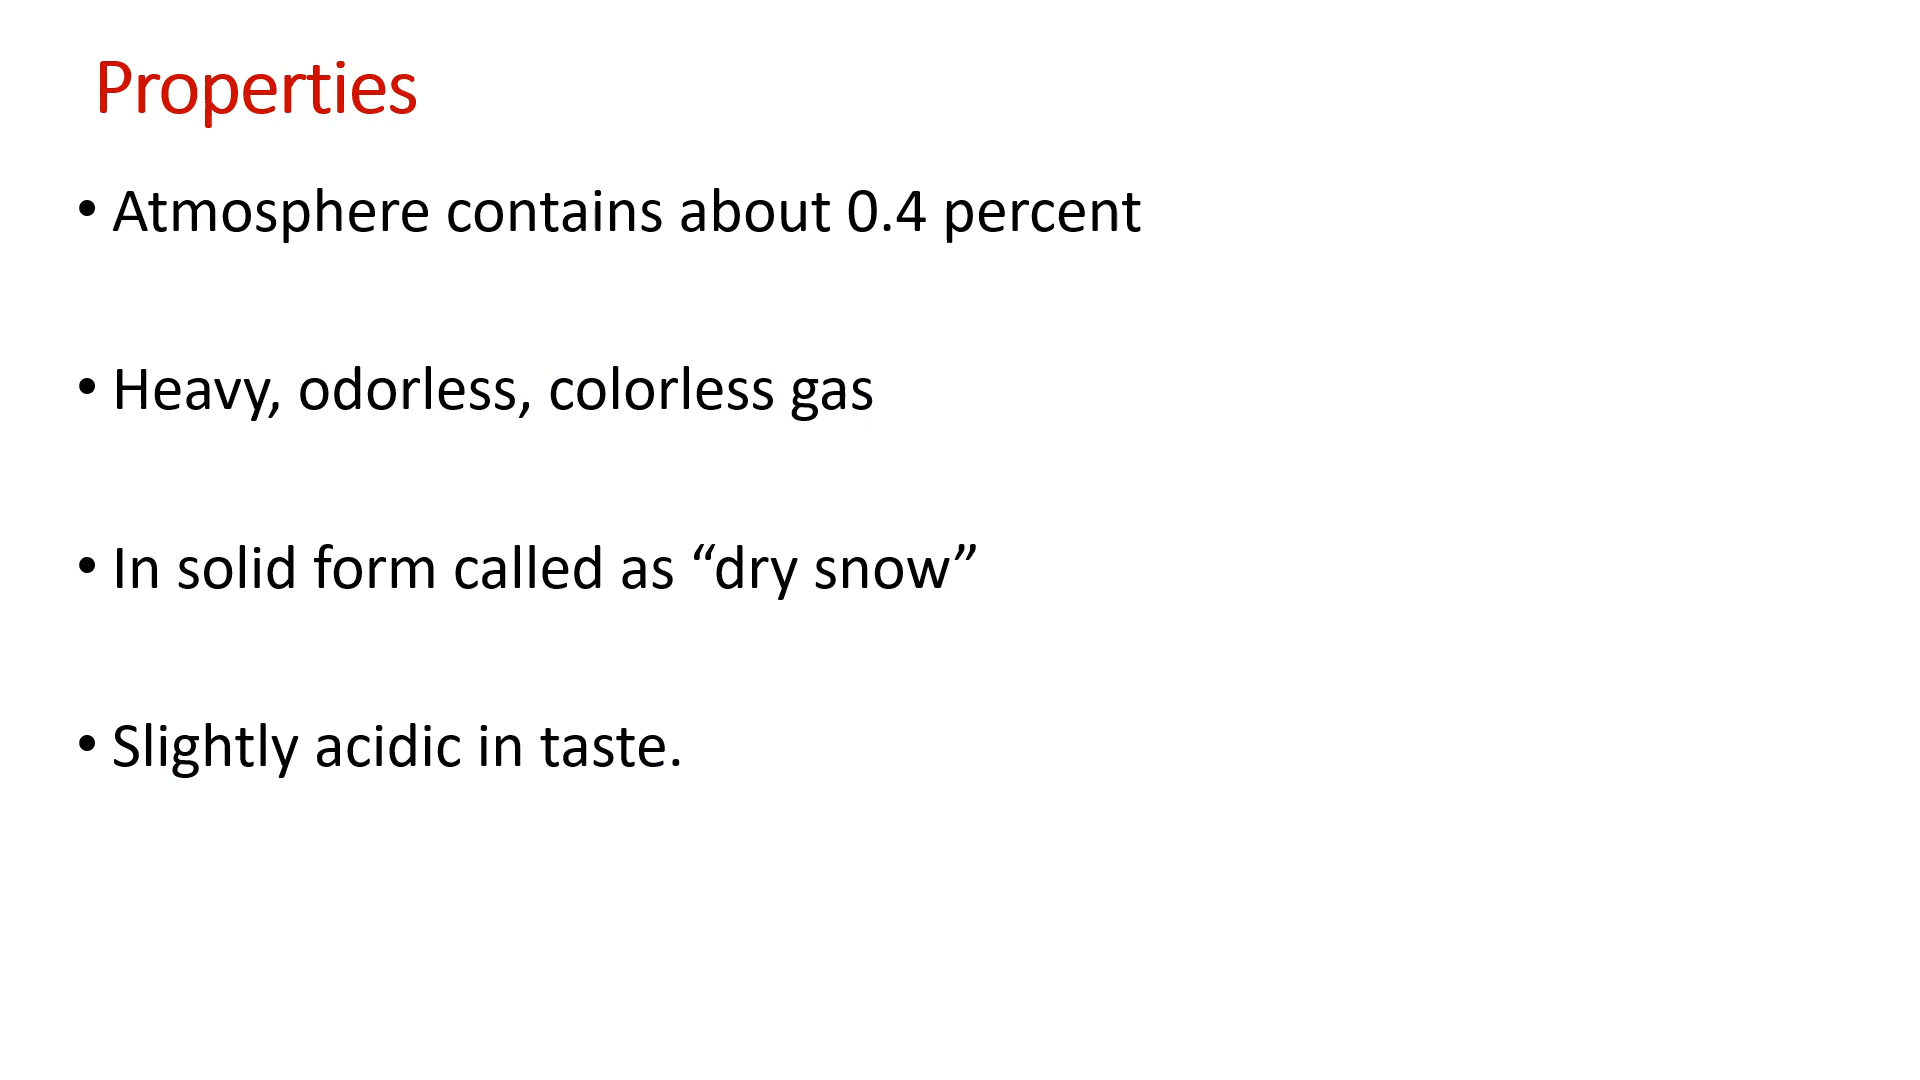 Properties
• Atmosphere contains about 0.4 percent
• Heavy, odorless, colorless gas
• In solid form called as “dry snow”
• Slightly acidic in taste.